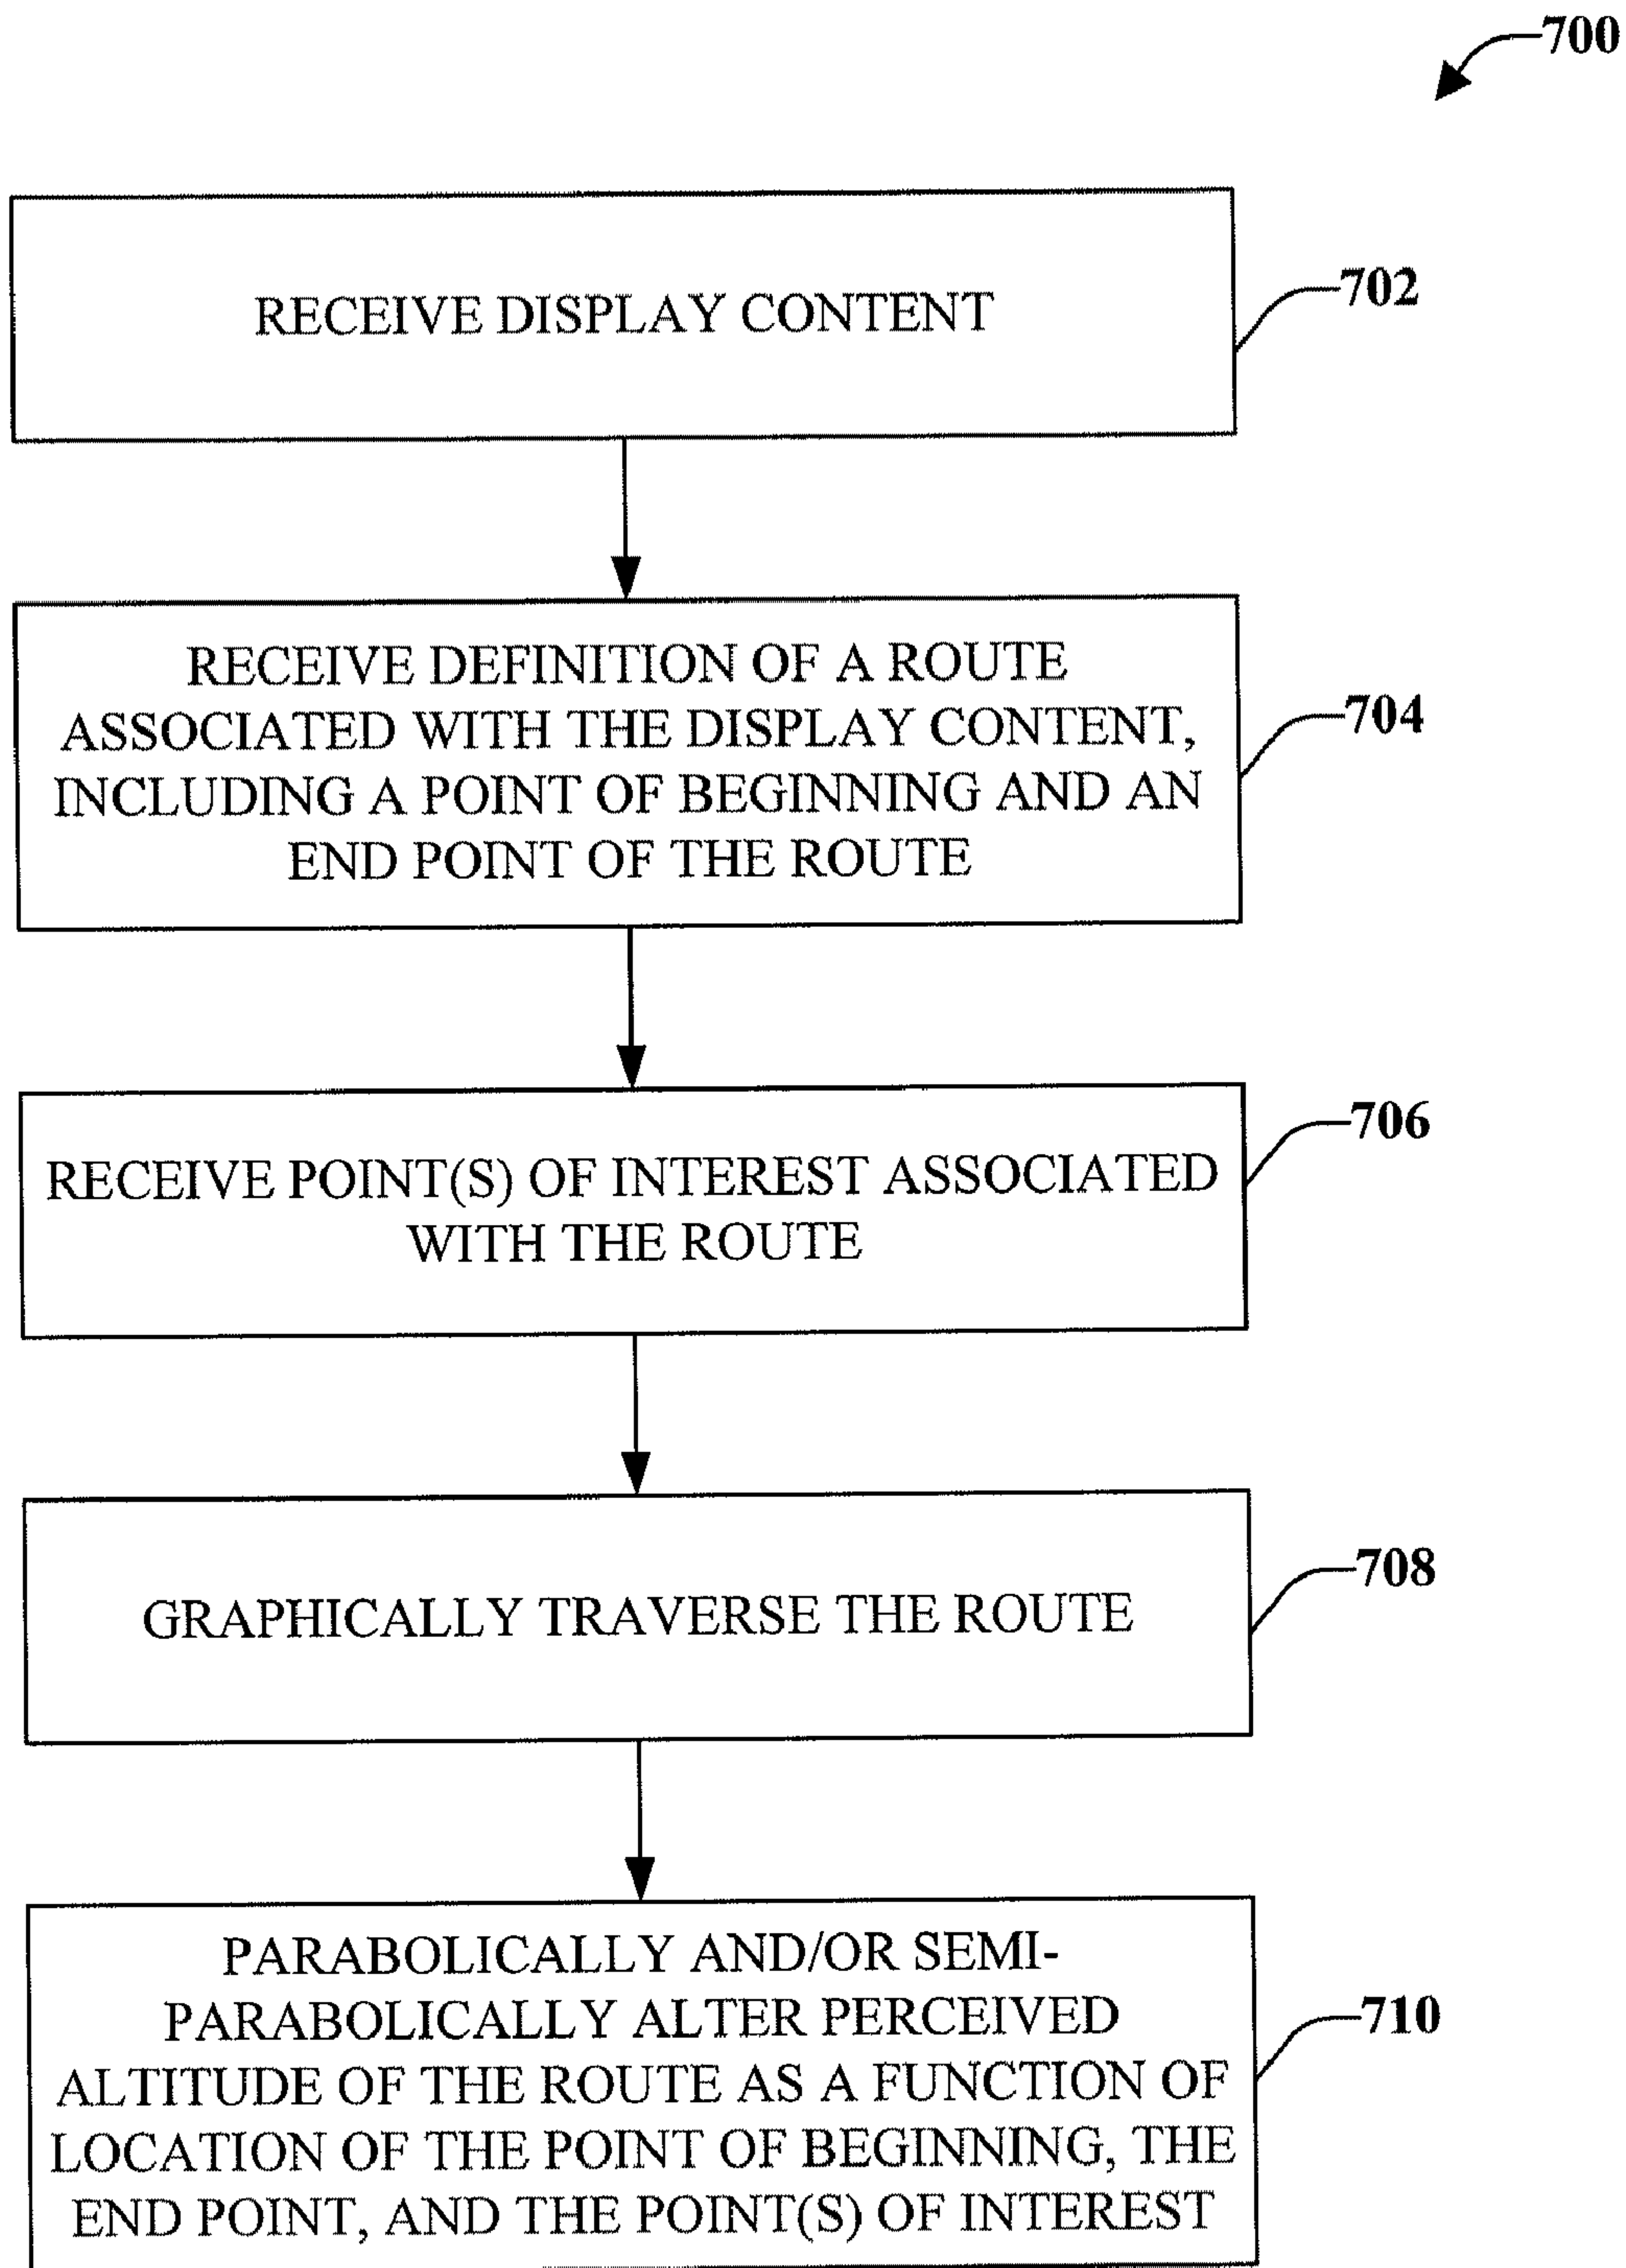 700
RECEIVE DISPLAY CONTENT
702
RECEIVE DEFINITION OF A ROUTE
ASSOCIATED WITH THE DISPLAY CONTENT,
INCLUDING A POINT OF BEGINNING AND AN
END POINT OF THE ROUTE
704
RECEIVE POINT(S) OF INTEREST ASSOCIATED
WITH THE ROUTE
706
GRAPHICALLY TRAVERSE THE ROUTE
708
PARABOLICALLY AND/OR SEMI-
PARABOLICALLY ALTER PERCEIVED
ALTITUDE OF THE ROUTE AS A FUNCTION OF
LOCATION OF THE POINT OF BEGINNING, THE
END POINT, AND THE POINT(S) OF INTEREST
710